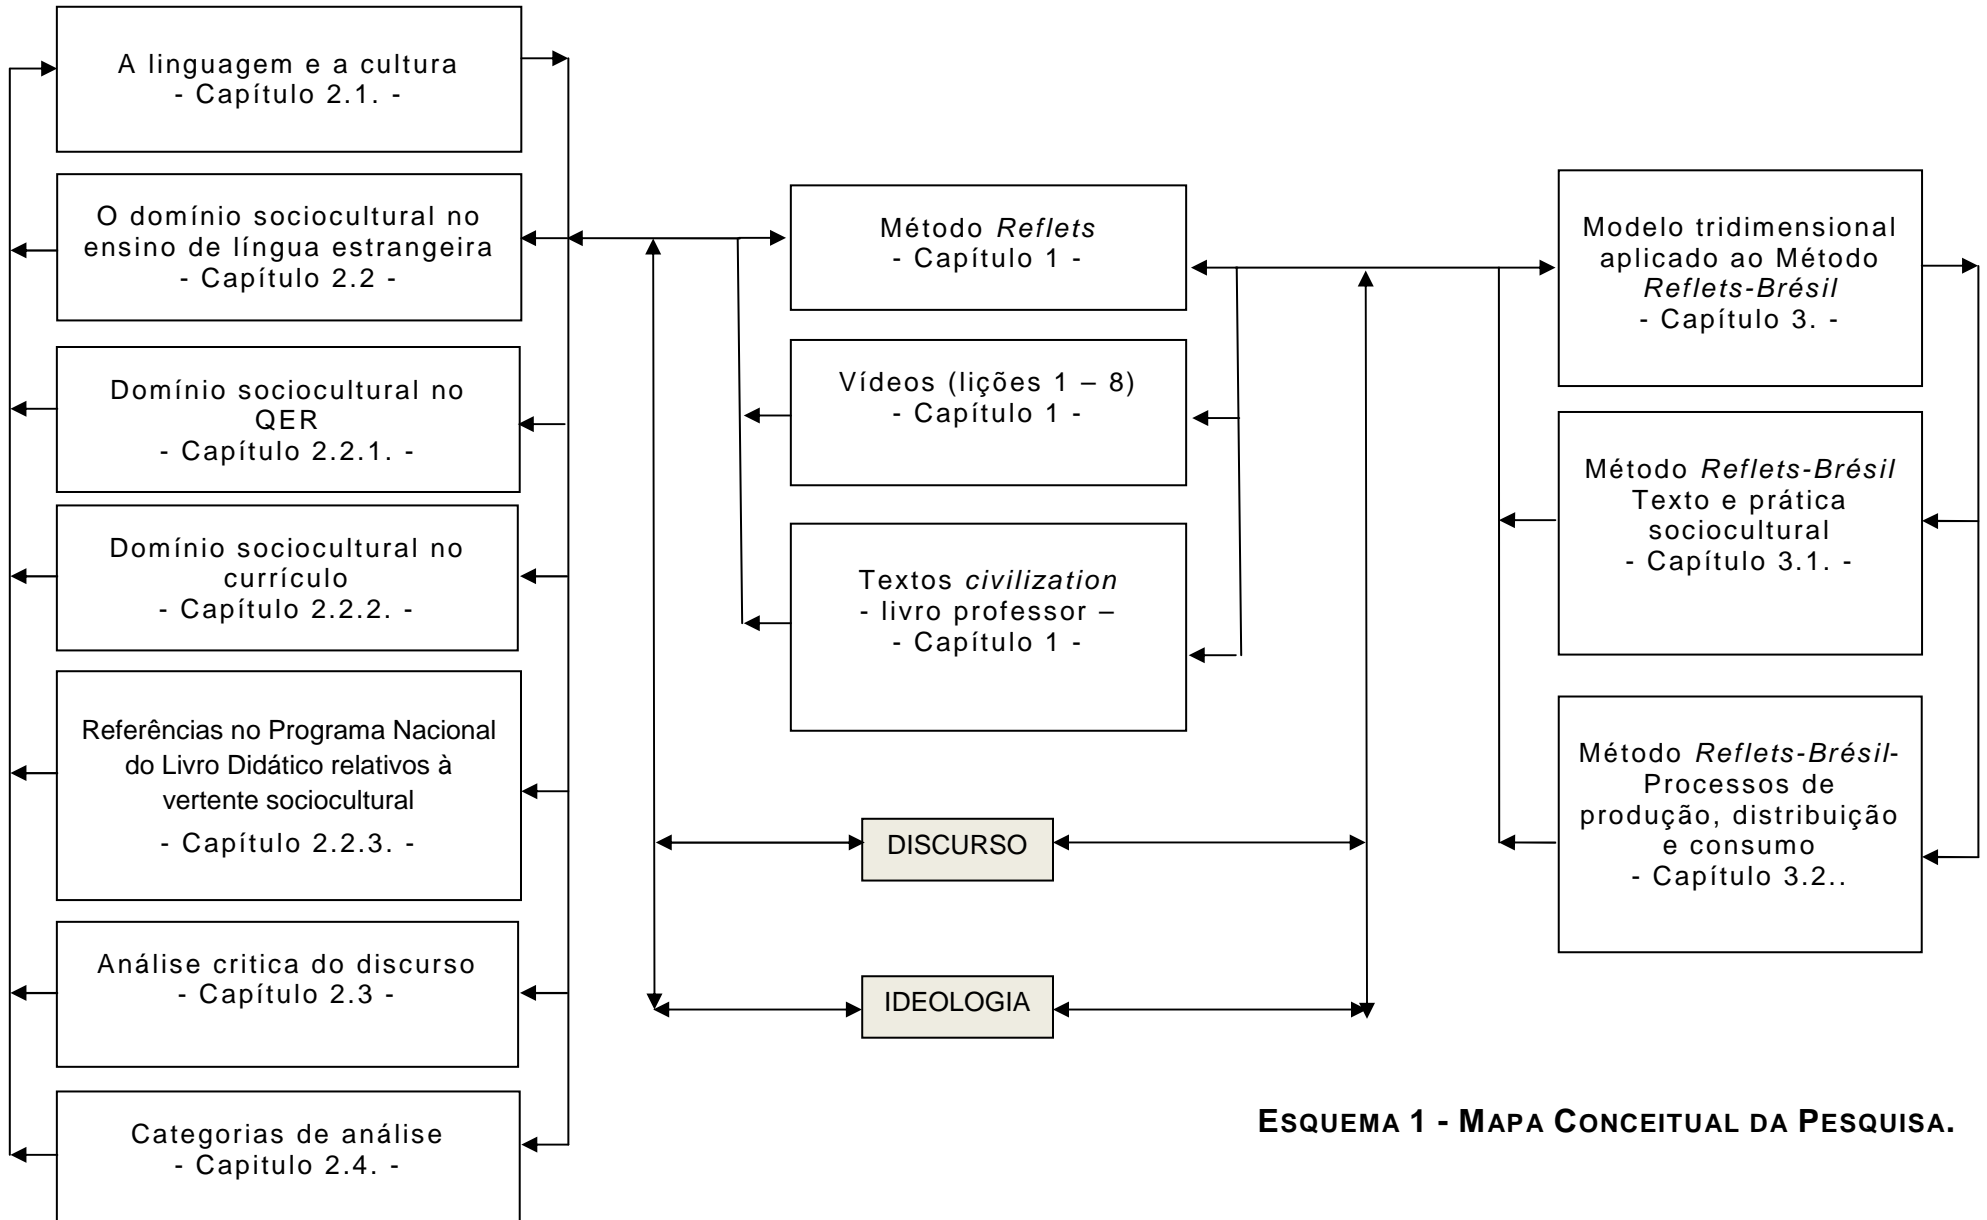 A linguagem e a cultura
- Capítulo 2.1. -
O domínio sociocultural no
ensino de língua estrangeira
- Capítulo 2.2 -
Domínio sociocultural no
QER
- Capítulo 2.2.1. -
Domínio sociocultural no
currículo
- Capítulo 2.2.2. -
Referências no Programa Nacional
do Livro Didático relativos à
vertente sociocultural
- Capítulo 2.2.3. -
Análise critica do discurso
- Capítulo 2.3 -
Categorias de análise
- Capitulo 2.4. -
Método Reflets
- Capítulo 1 -
Vídeos (lições 1 – 8)
- Capítulo 1 -
Textos civilization
- livro professor –
- Capítulo 1 -
DISCURSO
IDEOLOGIA
Modelo tridimensional
aplicado ao Método
Reflets-Brésil
- Capítulo 3. -
Método Reflets-Brésil
Texto e prática
sociocultural
- Capítulo 3.1. -
Método Reflets-Brésil-
Processos de
produção, distribuição
e consumo
- Capítulo 3.2..
ESQUEMA 1 - MAPA CONCEITUAL DA PESQUISA.